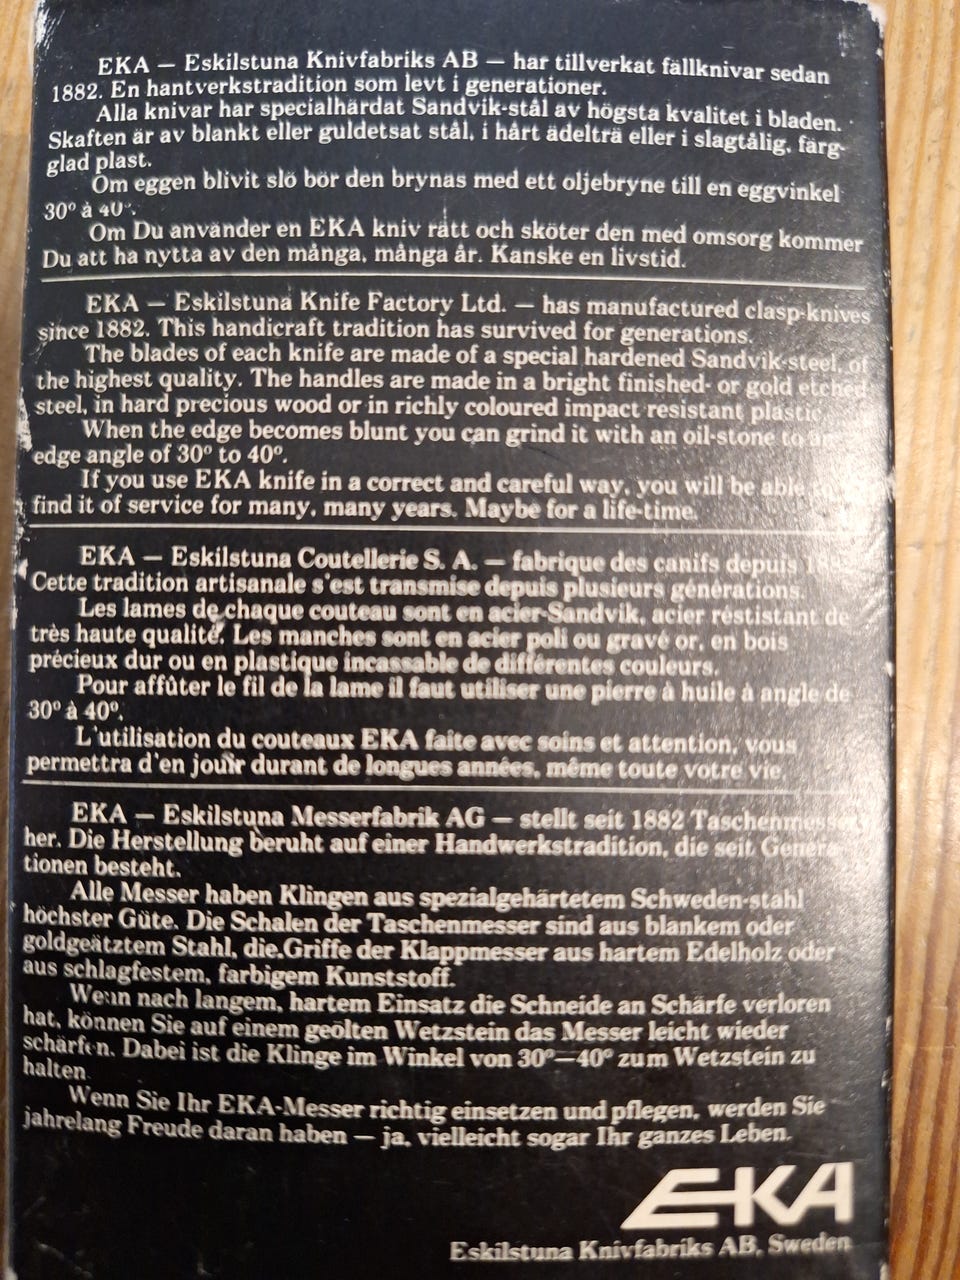 EKA — Eskilstuna Knivfabriks AB — har tillverkat fällknivar sedan
1882. En hantverkstradition som levt i generationer.
Alla knivar har specialhärdat Sandvik-stål av högsta kvalitet i bladen.
Skaften är av blankt eller guldetsat stål, i hårt ädelträ eller i slagtålig, färg-
glad plast.
Om eggen blivit slö bör den brynas med ett oljebryne till en eggvinkel
30° à 40°.
Om Du använder en EKA kniv rätt och sköter den med omsorg kommer
Du att ha nytta av den många, många år. Kanske en livstid.
EKA — Eskilstuna Knife Factory Ltd. — has manufactured clasp-knives
since 1882. This handicraft tradition has survived for generations.
The blades of each knife are made of a special hardened Sandvik-steel, of
the highest quality. The handles are made in a bright finished- or gold etched
steel, in hard precious wood or in richly coloured impact resistant plastic.
When the edge becomes blunt you can grind it with an oil-stone to an
edge angle of 30° to 40°.
If you use EKA knife in a correct and careful way, you will be able
find it of service for many, many years. Maybe for a life-time.
EKA — Eskilstuna Coutellerie S. A. — fabrique des canifs depuis
Cette tradition artisanale s'est transmise depuis plusieurs générations.
Les lames de chaque couteau sont en acier-Sandvik, acier réstistant de
très haute qualité. Les manches sont en acier poli ou gravé or, en bois
précieux dur ou en plastique incassable de différentes couleurs.
Pour affûter le fil de la lame il faut utiliser une pierre à huile à angle de
30° à 40°.
L'utilisation du couteaux EKA faite avec soins et attention, vous
permettra d'en jouir durant de longues années, même toute votre vie.
EKA — Eskilstuna Messerfabrik AG — stellt seit 1882 Taschenmesser
her. Die Herstellung beruht auf einer Handwerkstradition, die seit Genera-
tionen besteht.
Alle Messer haben Klingen aus spezialgehärtetem Schweden-stahl
höchster Güte. Die Schalen der Taschenmesser sind aus blankem oder
goldgeätztem Stahl, die Griffe der Klappmesser aus hartem Edelholz oder
aus schlagfestem, farbigem Kunststoff.
Wenn nach langem, hartem Einsatz die Schneide an Schärfe verloren
hat, können Sie auf einem geölten Wetzstein das Messer leicht wieder
schärfen. Dabei ist die Klinge im Winkel von 30°—40° zum Wetzstein zu
halten
Wenn Sie Ihr EKA-Messer richtig einsetzen und pflegen, werden Sie
jahrelang Freude daran haben — ja, vielleicht sogar Ihr ganzes Leben.
EKA
Eskilstuna Knivfabriks AB, Sweden